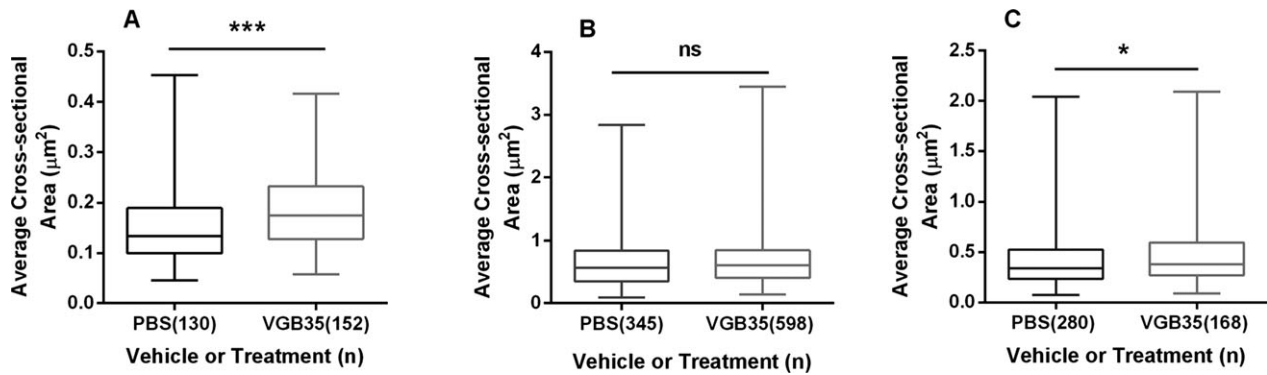 A
***
Average Cross-sectional
Area (μm²)
0.5
0.4
0.3
0.2
0.1
0.0
PBS(130)
VGB35(152)
Vehicle or Treatment (n)
B
ns
Average Cross-sectional
Area (μm²)
4
3
2
1
0
PBS(345)
VGB35(598)
Vehicle or Treatment (n)
C
*
Average Cross-sectional
Area (μm²)
2.5
2.0
1.5
1.0
0.5
0.0
PBS(280)
VGB35(168)
Vehicle or Treatment (n)